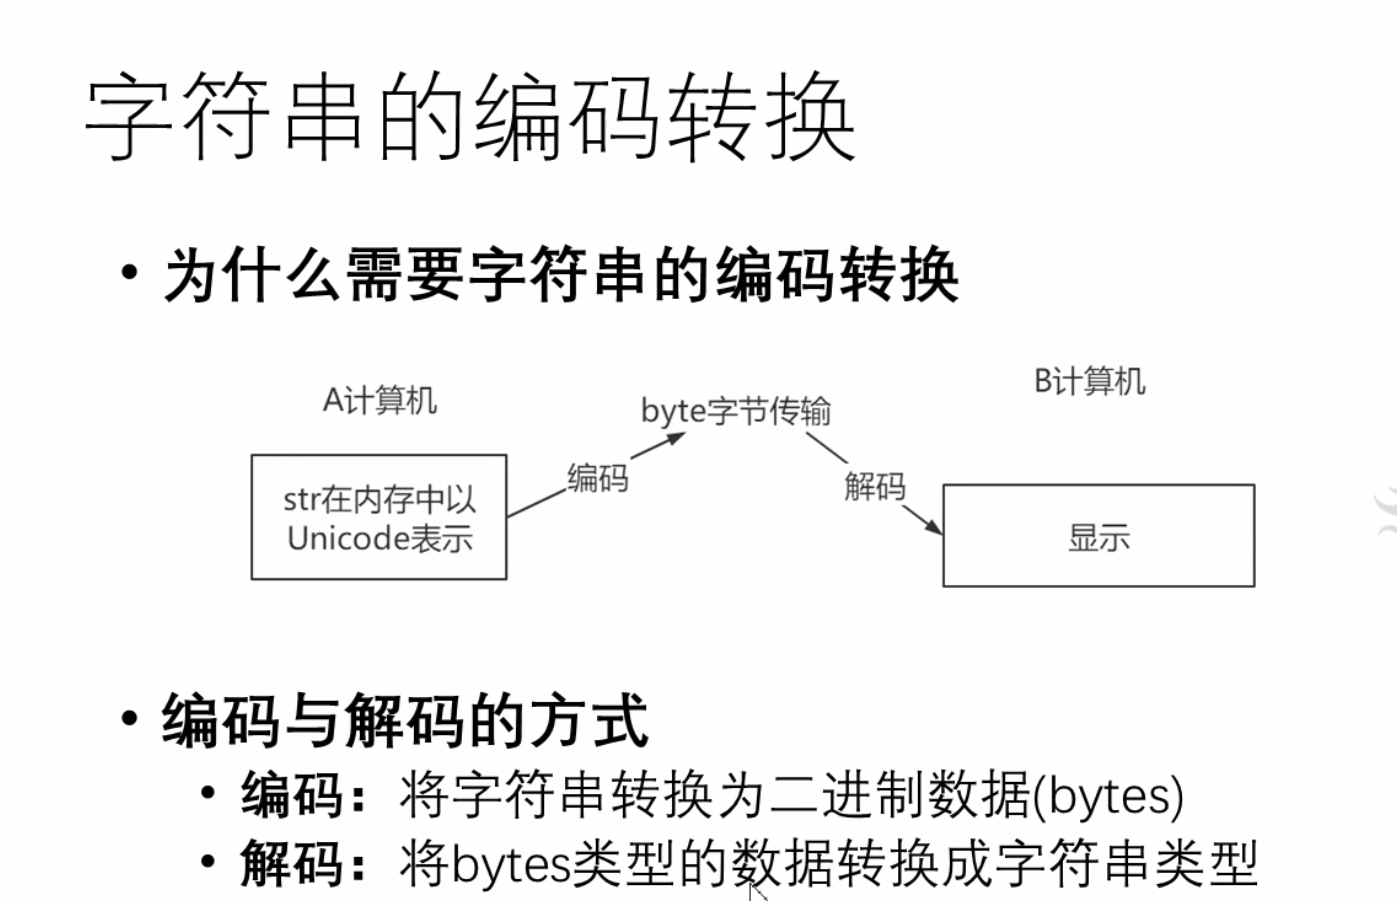 字符串的编码转换
• 为什么需要字符串的编码转换
A计算机
byte字节传输
B计算机
str在内存中以
Unicode表示
编码
解码
显示
• 编码与解码的方式
• 编码：将字符串转换为二进制数据(bytes)
• 解码：将bytes类型的数据转换成字符串类型